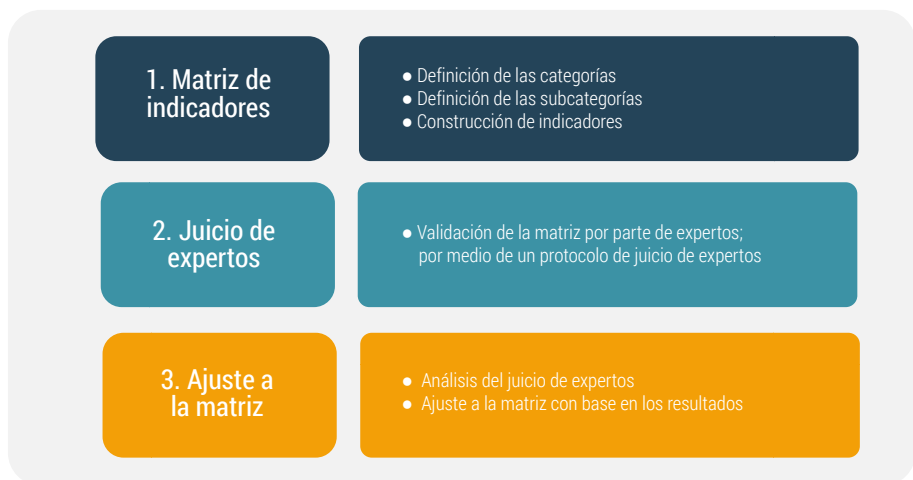 1. Matriz de
indicadores
● Definición de las categorías
● Definición de las subcategorías
● Construcción de indicadores
2. Juicio de
expertos
● Validación de la matriz por parte de expertos;
por medio de un protocolo de juicio de expertos
3. Ajuste a
la matriz
● Análisis del juicio de expertos
● Ajuste a la matriz con base en los resultados